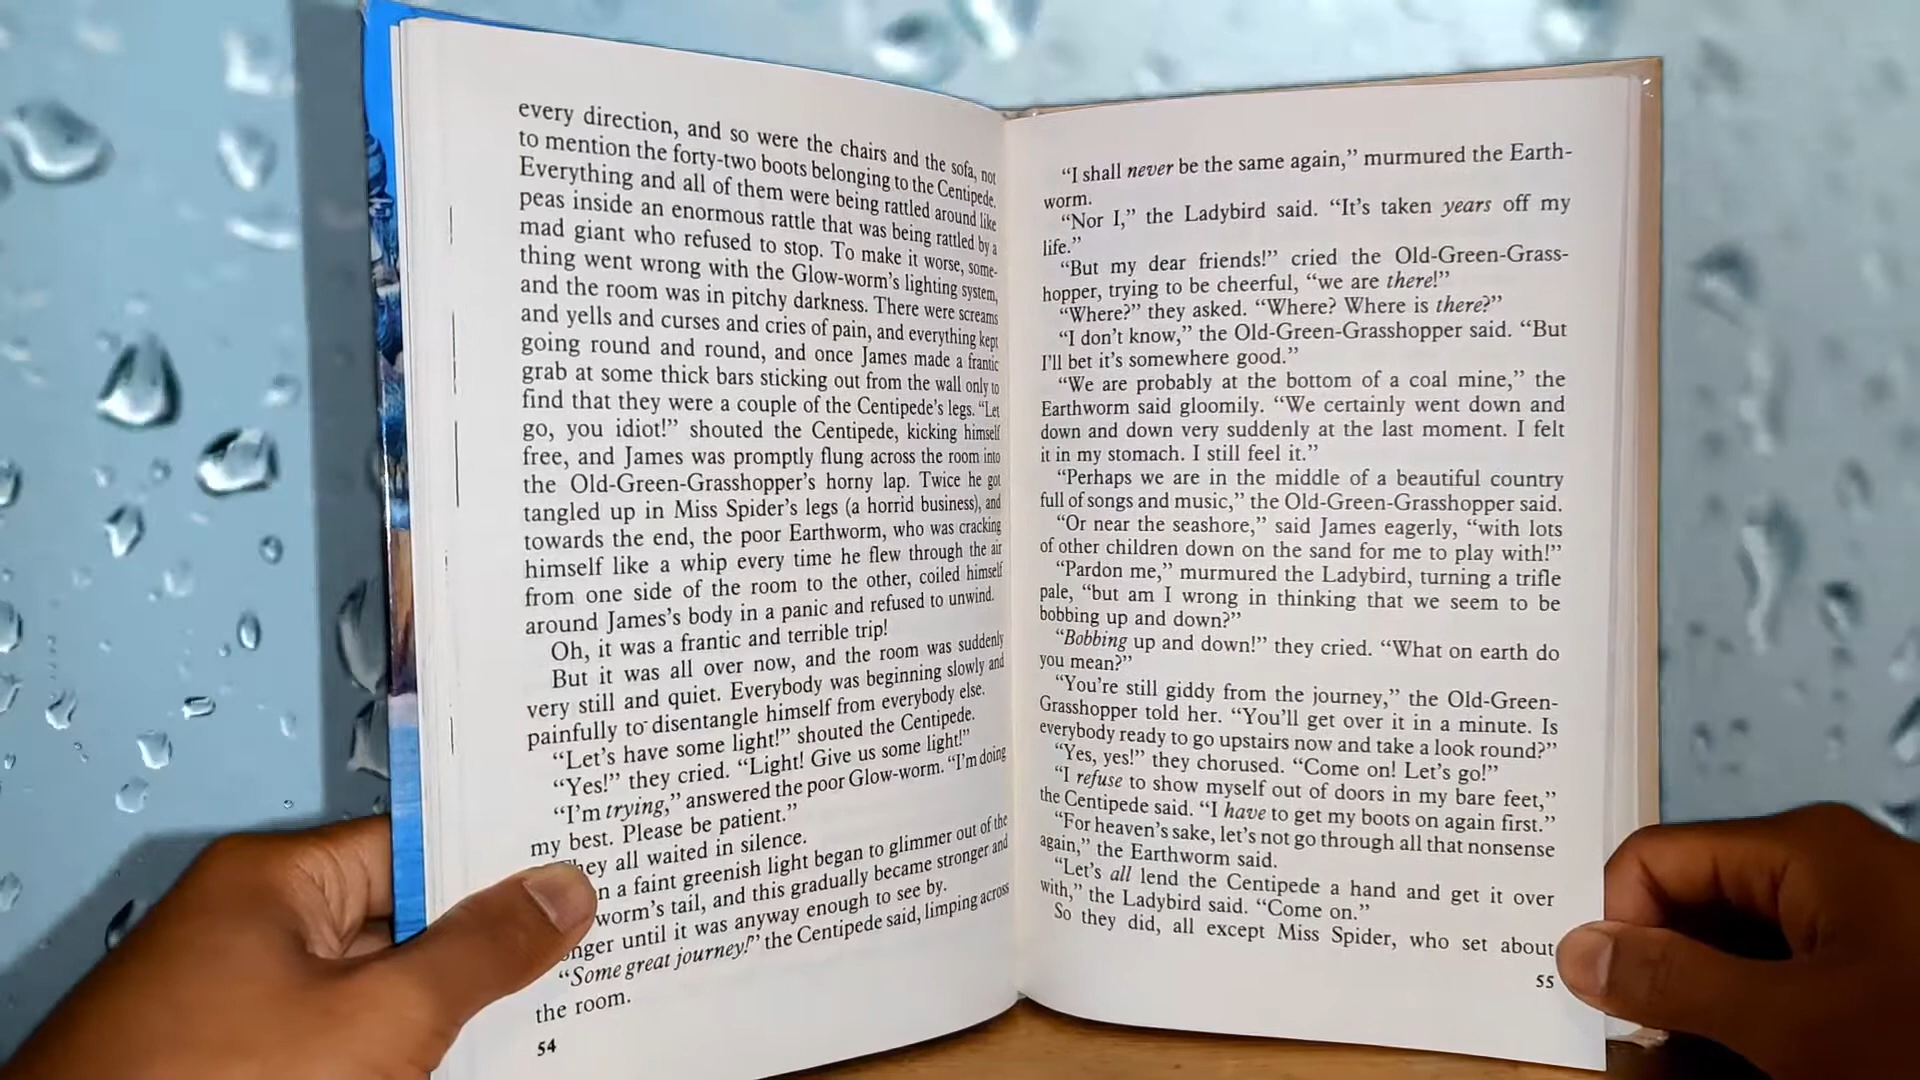 every direction, and so were the chairs and the sofa, not
to mention the forty-two boots belonging to the Centipede.
Everything and all of them were being rattled around like
peas inside an enormous rattle that was being rattled by a
mad giant who refused to stop. To make it worse, some-
thing went wrong with the Glow-worm's lighting system,
and the room was in pitchy darkness. There were screams
and yells and curses and cries of pain, and everything kept
going round and round, and once James made a frantic
grab at some thick bars sticking out from the wall only to
find that they were a couple of the Centipede's legs. “Let
go, you idiot!” shouted the Centipede, kicking himself
free, and James was promptly flung across the room into
the Old-Green-Grasshopper's horny lap. Twice he got
tangled up in Miss Spider's legs (a horrid business), and
towards the end, the poor Earthworm, who was cracking
himself like a whip every time he flew through the air
from one side of the room to the other, coiled himself
around James's body in a panic and refused to unwind.
Oh, it was a frantic and terrible trip!
But it was all over now, and the room was suddenly
very still and quiet. Everybody was beginning slowly and
painfully to disentangle himself from everybody else.
“Let's have some light!” shouted the Centipede.
“Yes!” they cried. “Light! Give us some light!”
“I'm trying,” answered the poor Glow-worm. “I'm doing
my best. Please be patient.”
hey all waited in silence.
n a faint greenish light began to glimmer out of the
worm's tail, and this gradually became stronger and
nger until it was anyway enough to see by.
“Some great journey!” the Centipede said, limping across
the room.
54
“I shall never be the same again,” murmured the Earth-
worm.
“Nor I,” the Ladybird said. “It's taken years off my
life.”
“But my dear friends!” cried the Old-Green-Grass-
hopper, trying to be cheerful, “we are there!”
“Where?” they asked. “Where? Where is there?”
“I don't know,” the Old-Green-Grasshopper said. “But
I'll bet it's somewhere good.”
“We are probably at the bottom of a coal mine,” the
Earthworm said gloomily. “We certainly went down and
down and down very suddenly at the last moment. I felt
it in my stomach. I still feel it.”
“Perhaps we are in the middle of a beautiful country
full of songs and music,” the Old-Green-Grasshopper said.
“Or near the seashore,” said James eagerly, “with lots
of other children down on the sand for me to play with!”
“Pardon me,” murmured the Ladybird, turning a trifle
pale, “but am I wrong in thinking that we seem to be
bobbing up and down?”
“Bobbing up and down!” they cried. “What on earth do
you mean?”
“You're still giddy from the journey,” the Old-Green-
Grasshopper told her. “You'll get over it in a minute. Is
everybody ready to go upstairs now and take a look round?”
“Yes, yes!” they chorused. “Come on! Let's go!”
“I refuse to show myself out of doors in my bare feet,”
the Centipede said. “I have to get my boots on again first.”
“For heaven's sake, let's not go through all that nonsense
again,” the Earthworm said.
“Let's all lend the Centipede a hand and get it over
with,” the Ladybird said. “Come on.”
So they did, all except Miss Spider, who set about
55